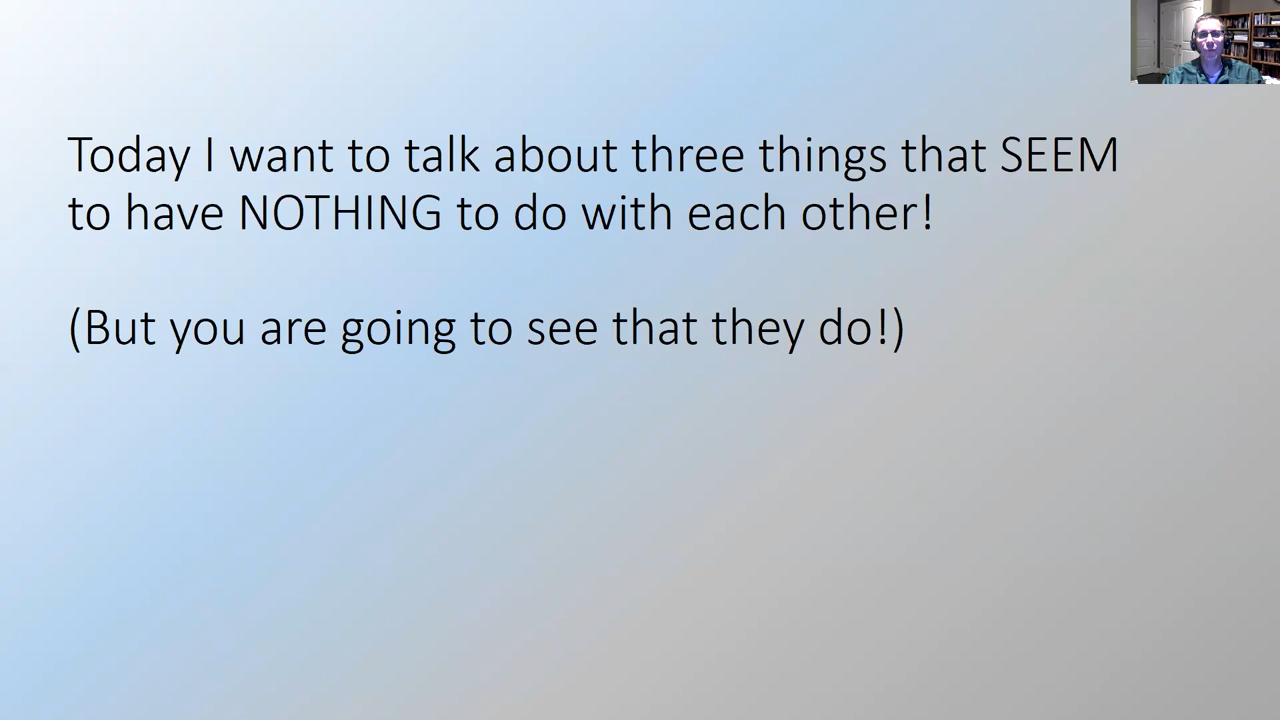 Today I want to talk about three things that SEEM
to have NOTHING to do with each other!
(But you are going to see that they do!)